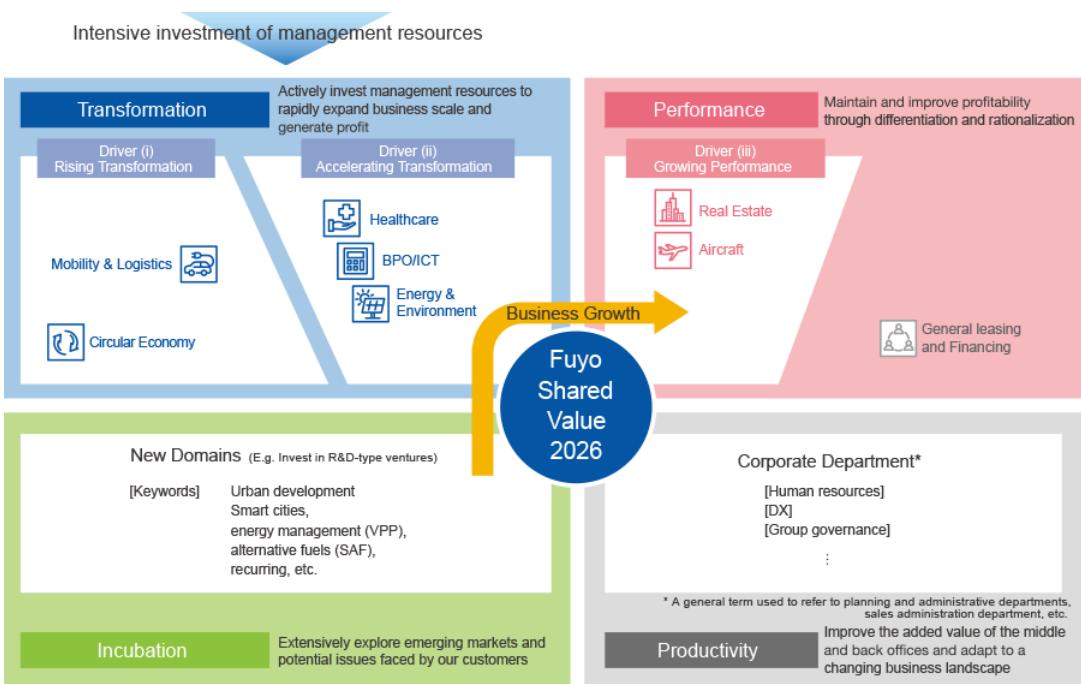 Intensive investment of management resources
Transformation
Actively invest management resources to
rapidly expand business scale and
generate profit
Driver (i)
Rising Transformation
Driver (ii)
Accelerating Transformation
Healthcare
Mobility & Logistics
BPO/ICT
Energy &
Environment
Circular Economy
Performance
Maintain and improve profitability
through differentiation and rationalization
Driver (iii)
Growing Performance
Real Estate
Aircraft
General leasing
and Financing
Business Growth
Fuyo
Shared
Value
2026
New Domains (E.g. Invest in R&D-type ventures)
[Keywords] Urban development
Smart cities,
energy management (VPP),
alternative fuels (SAF),
recurring, etc.
Incubation
Extensively explore emerging markets and
potential issues faced by our customers
Corporate Department*
[Human resources]
[DX]
[Group governance]
⋮
* A general term used to refer to planning and administrative departments,
sales administration department, etc.
Productivity
Improve the added value of the middle
and back offices and adapt to a
changing business landscape